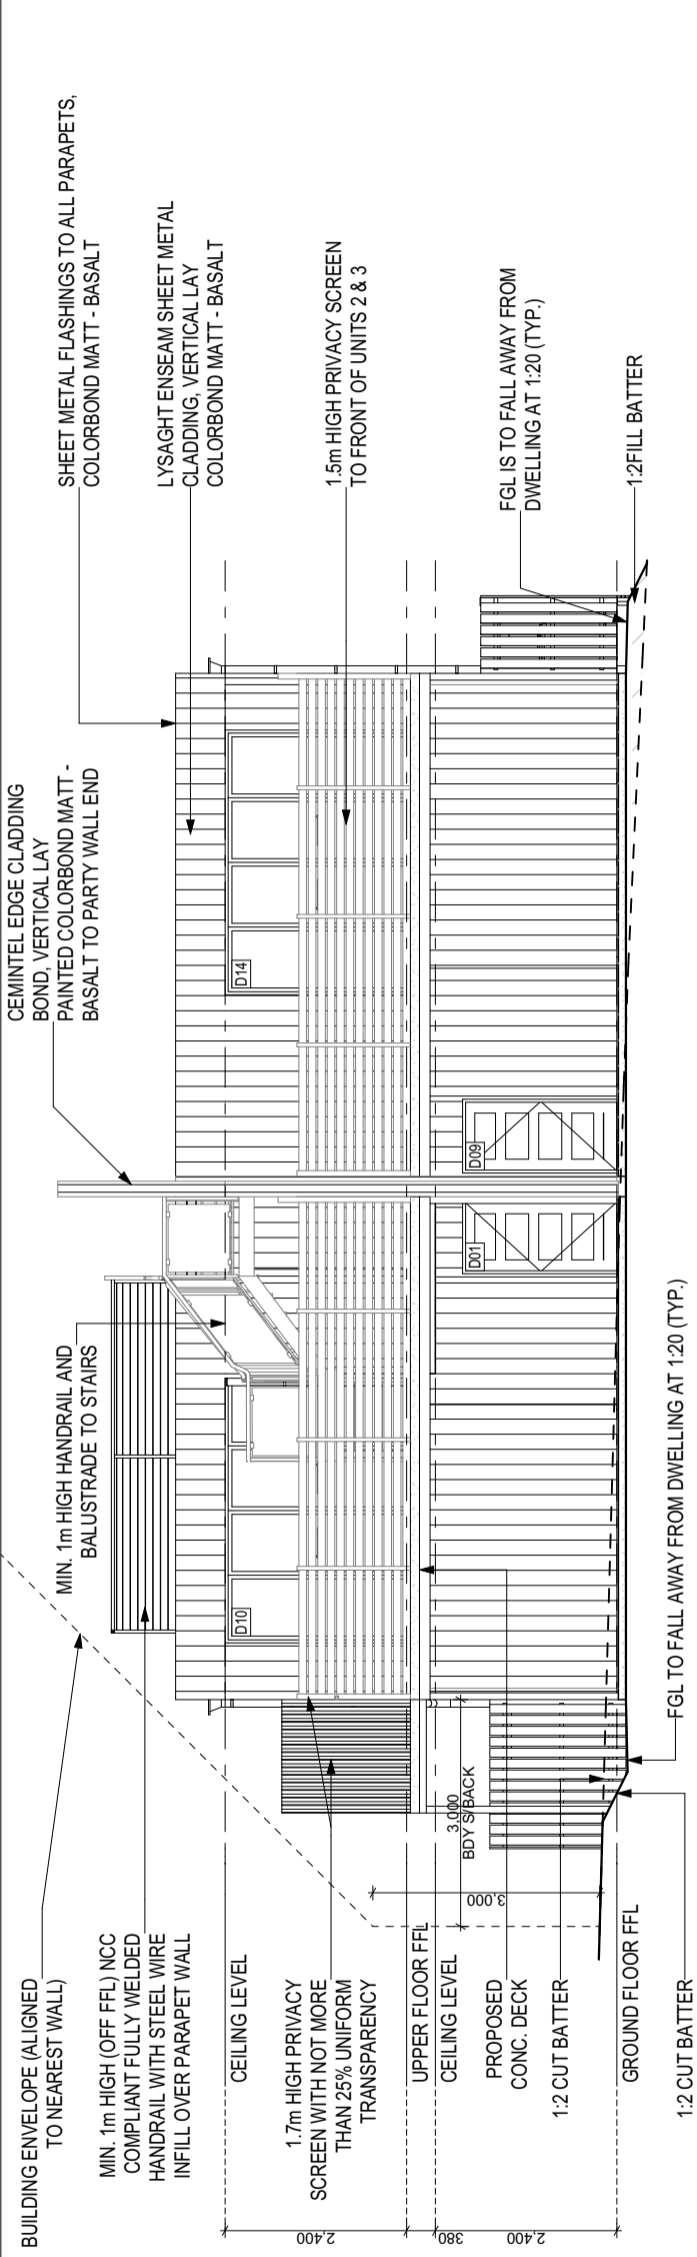 BUILDING ENVELOPE (ALIGNED
TO NEAREST WALL)
MIN. 1m HIGH (OFF FFL) NCC
COMPLIANT FULLY WELDED
HANDRAIL WITH STEEL WIRE
INFILL OVER PARAPET WALL
MIN. 1m HIGH HANDRAIL AND
BALUSTRADE TO STAIRS
CEMINTEL EDGE CLADDING
BOND, VERTICAL LAY
PAINTED COLORBOND MATT -
BASALT TO PARTY WALL END
SHEET METAL FLASHINGS TO ALL PARAPETS,
COLORBOND MATT - BASALT
LYSAGHT ENSEAM SHEET METAL
CLADDING, VERTICAL LAY
COLORBOND MATT - BASALT
1.5m HIGH PRIVACY SCREEN
TO FRONT OF UNITS 2 & 3
FGL IS TO FALL AWAY FROM
DWELLING AT 1:20 (TYP.)
1:2FILL BATTER
CEILING LEVEL
1.7m HIGH PRIVACY
SCREEN WITH NOT MORE
THAN 25% UNIFORM
TRANSPARENCY
UPPER FLOOR FFL
CEILING LEVEL
PROPOSED
CONC. DECK
1:2 CUT BATTER
GROUND FLOOR FFL
1:2 CUT BATTER
FGL TO FALL AWAY FROM DWELLING AT 1:20 (TYP.)
D10
D14
D01
D09
3,000
BDY S/BACK
3,000
2,400
380
2,400